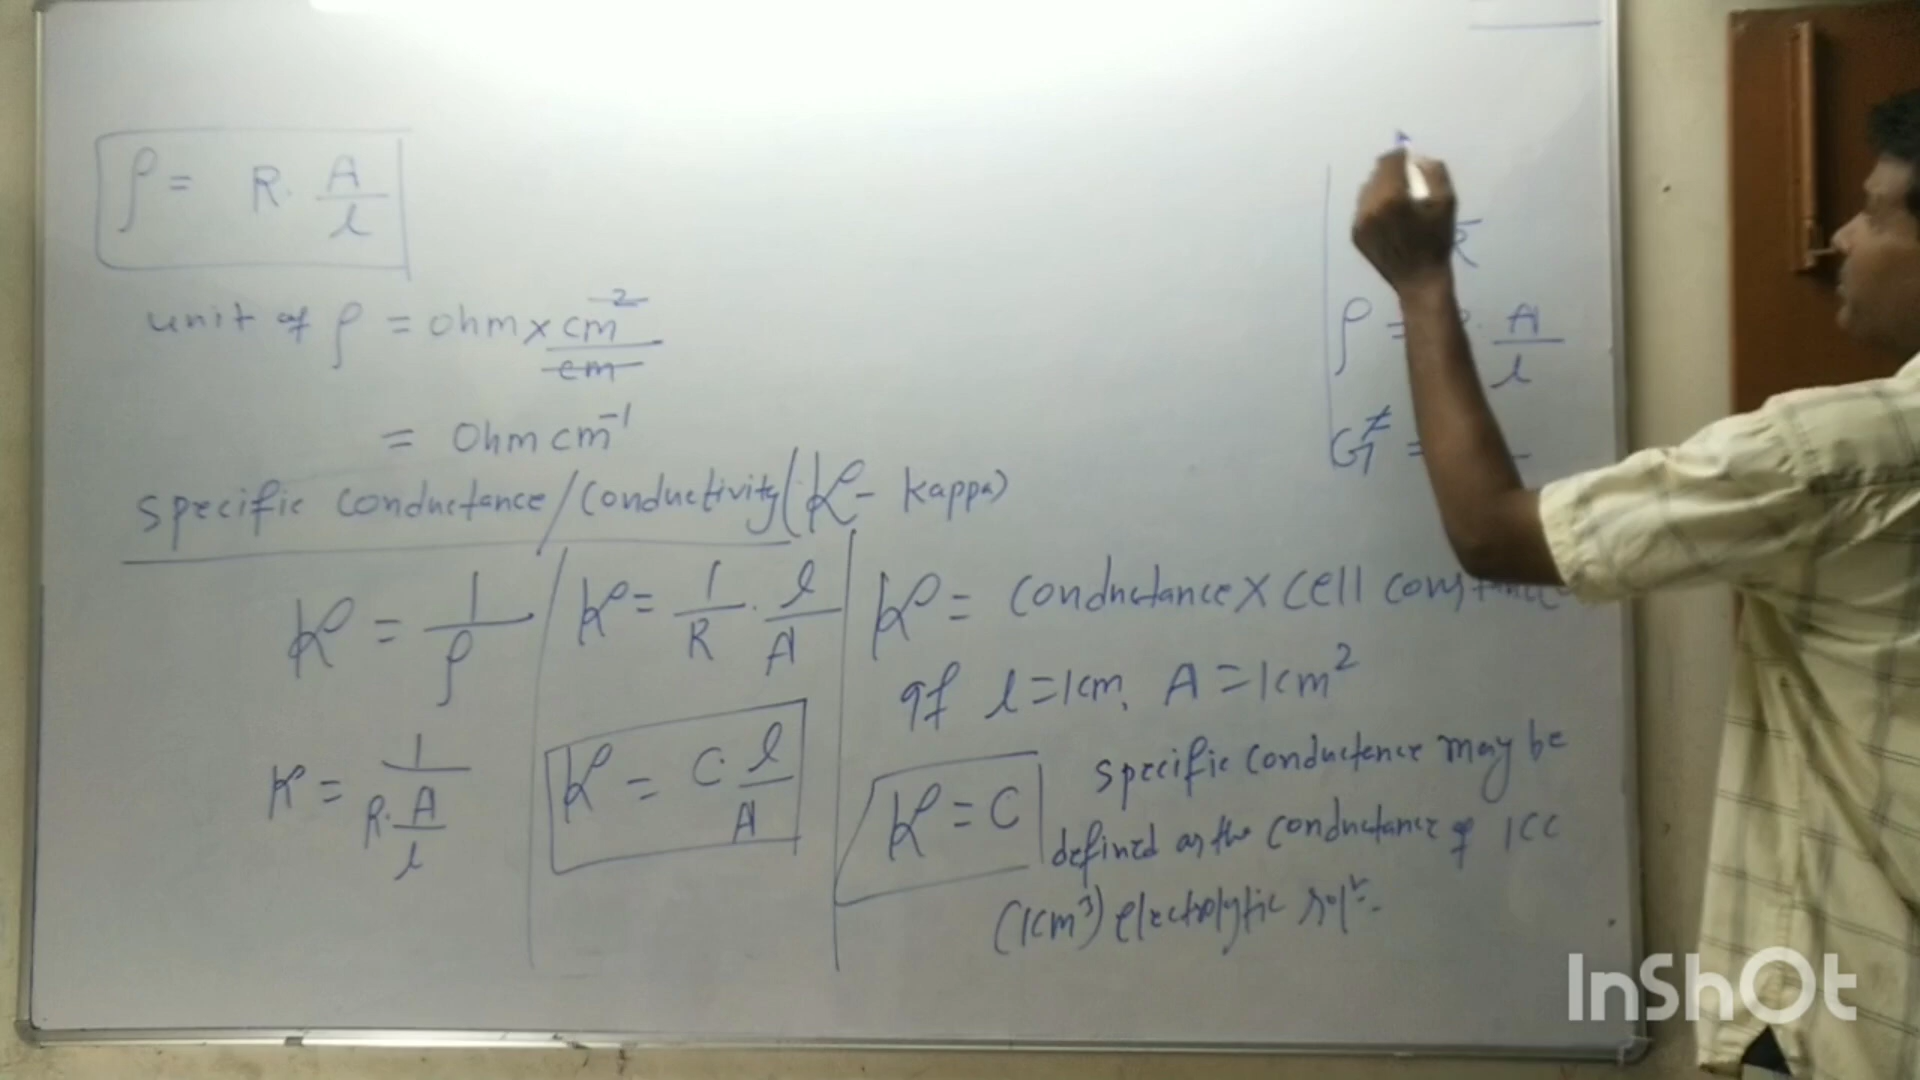 ρ = R. A/l
unit of ρ = ohm x cm²/cm
= Ohm cm⁻¹
specific conductance/conductivity (K - kappa)
K = 1/ρ
K = 1/(R. A/l)
K = 1/R . l/A
K = C. l/A
K = conductance x cell constance
If l = 1cm, A = 1cm²
K = C
specific conductance may be
defined as the conductance of 1CC
(1cm³) electrolytic solⁿ.
R
ρ = R. A/l
G* =
InShOt